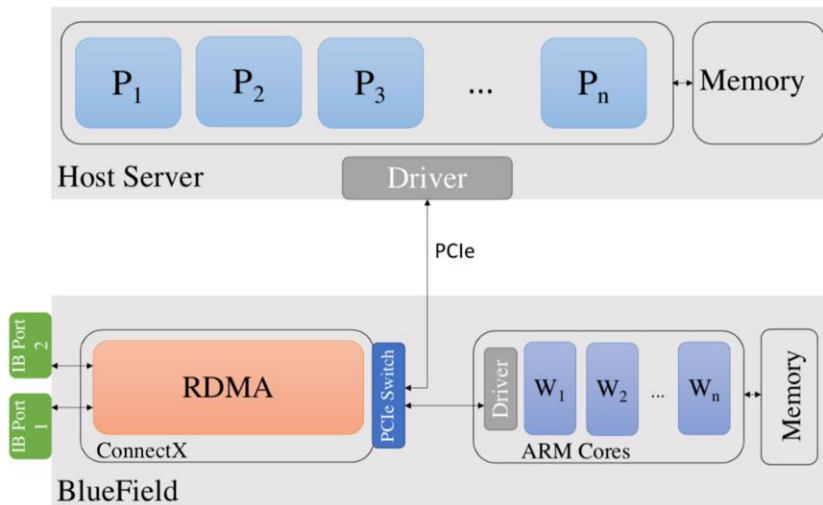 P1 P2 P3 ... Pn Memory
Host Server
Driver
PCIe
IB Port 2
IB Port 1
RDMA
ConnectX
PCIe Switch
Driver
W1 W2 ... Wn
ARM Cores
Memory
BlueField